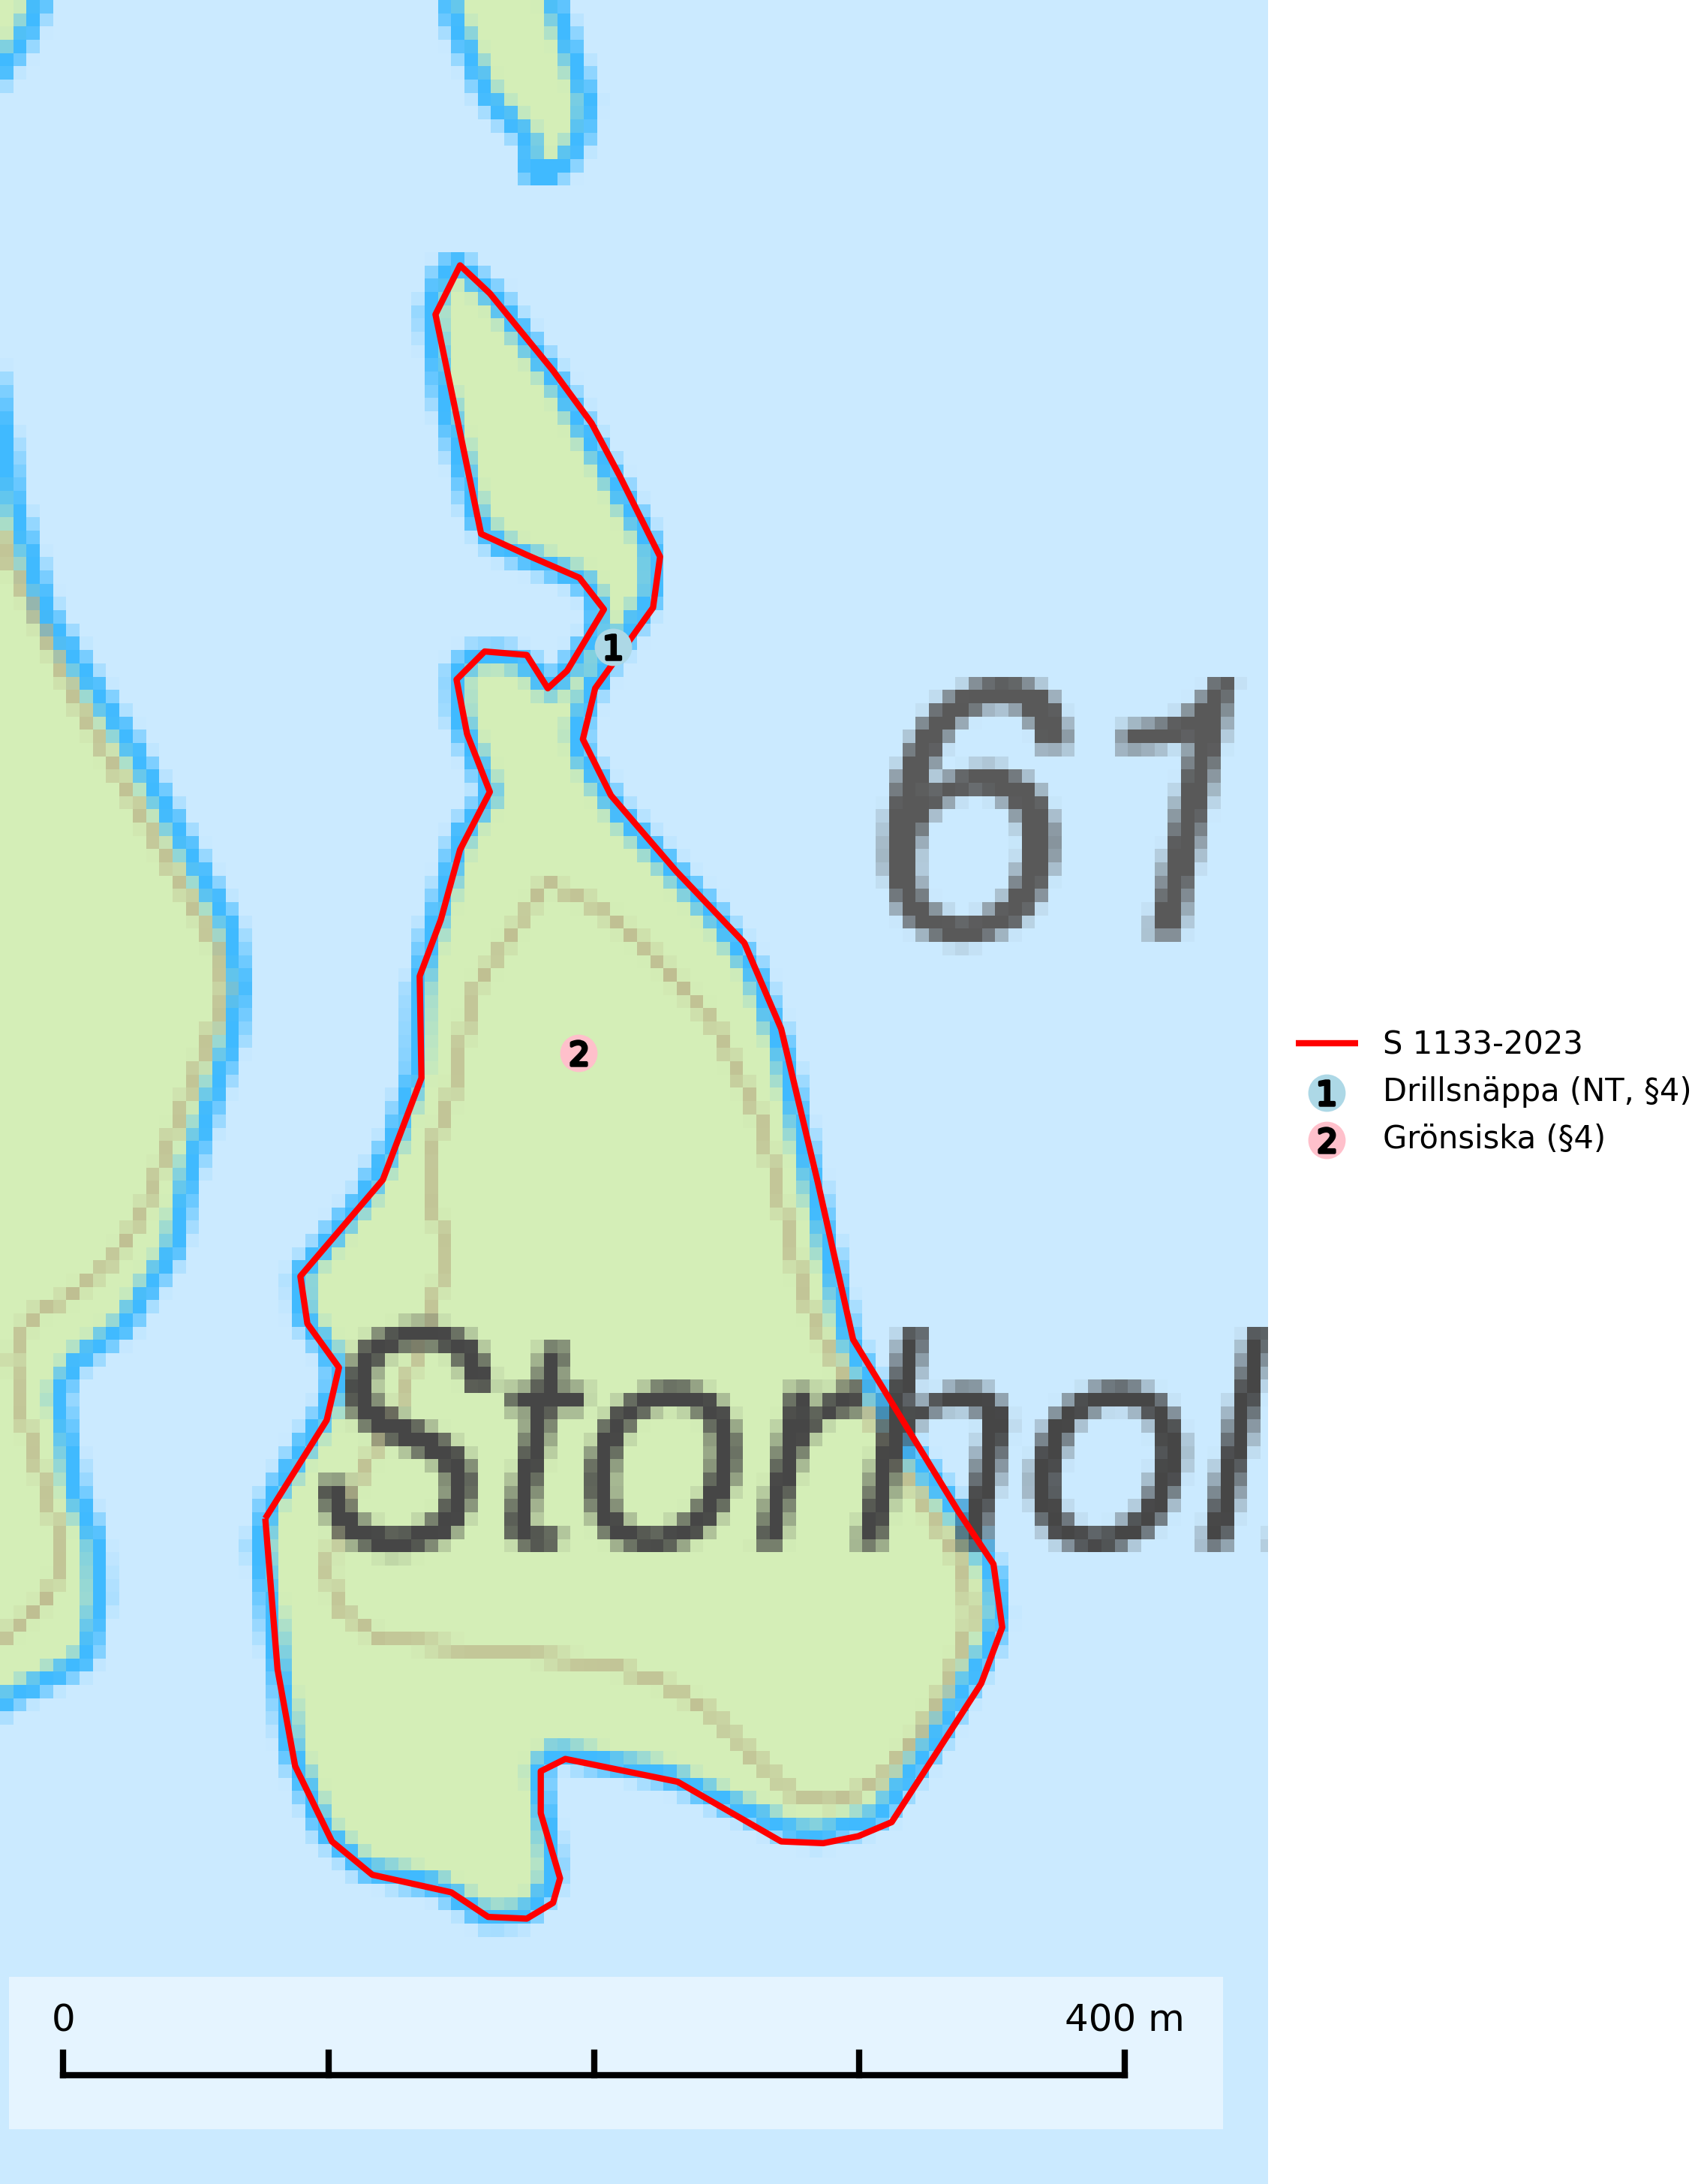 1
61
2
Storhol
0 400 m
S 1133-2023
1 Drillsnäppa (NT, §4)
2 Grönsiska (§4)